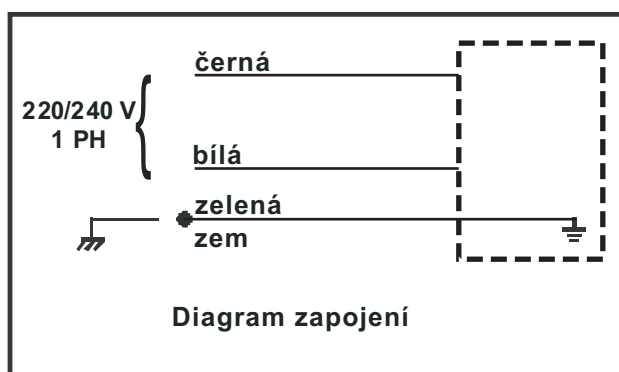 černá
220/240 V
1 PH
bílá
zelená
zem
Diagram zapojení